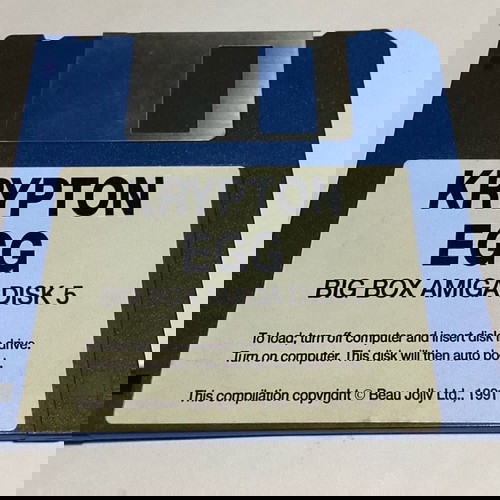 KRYPTON
EGG
BIG BOX AMIGA DISK 5
To load, turn off computer and insert disk in drive.
Turn on computer. This disk will then auto boo
This compilation copyright © Beau Jolly Ltd., 1991